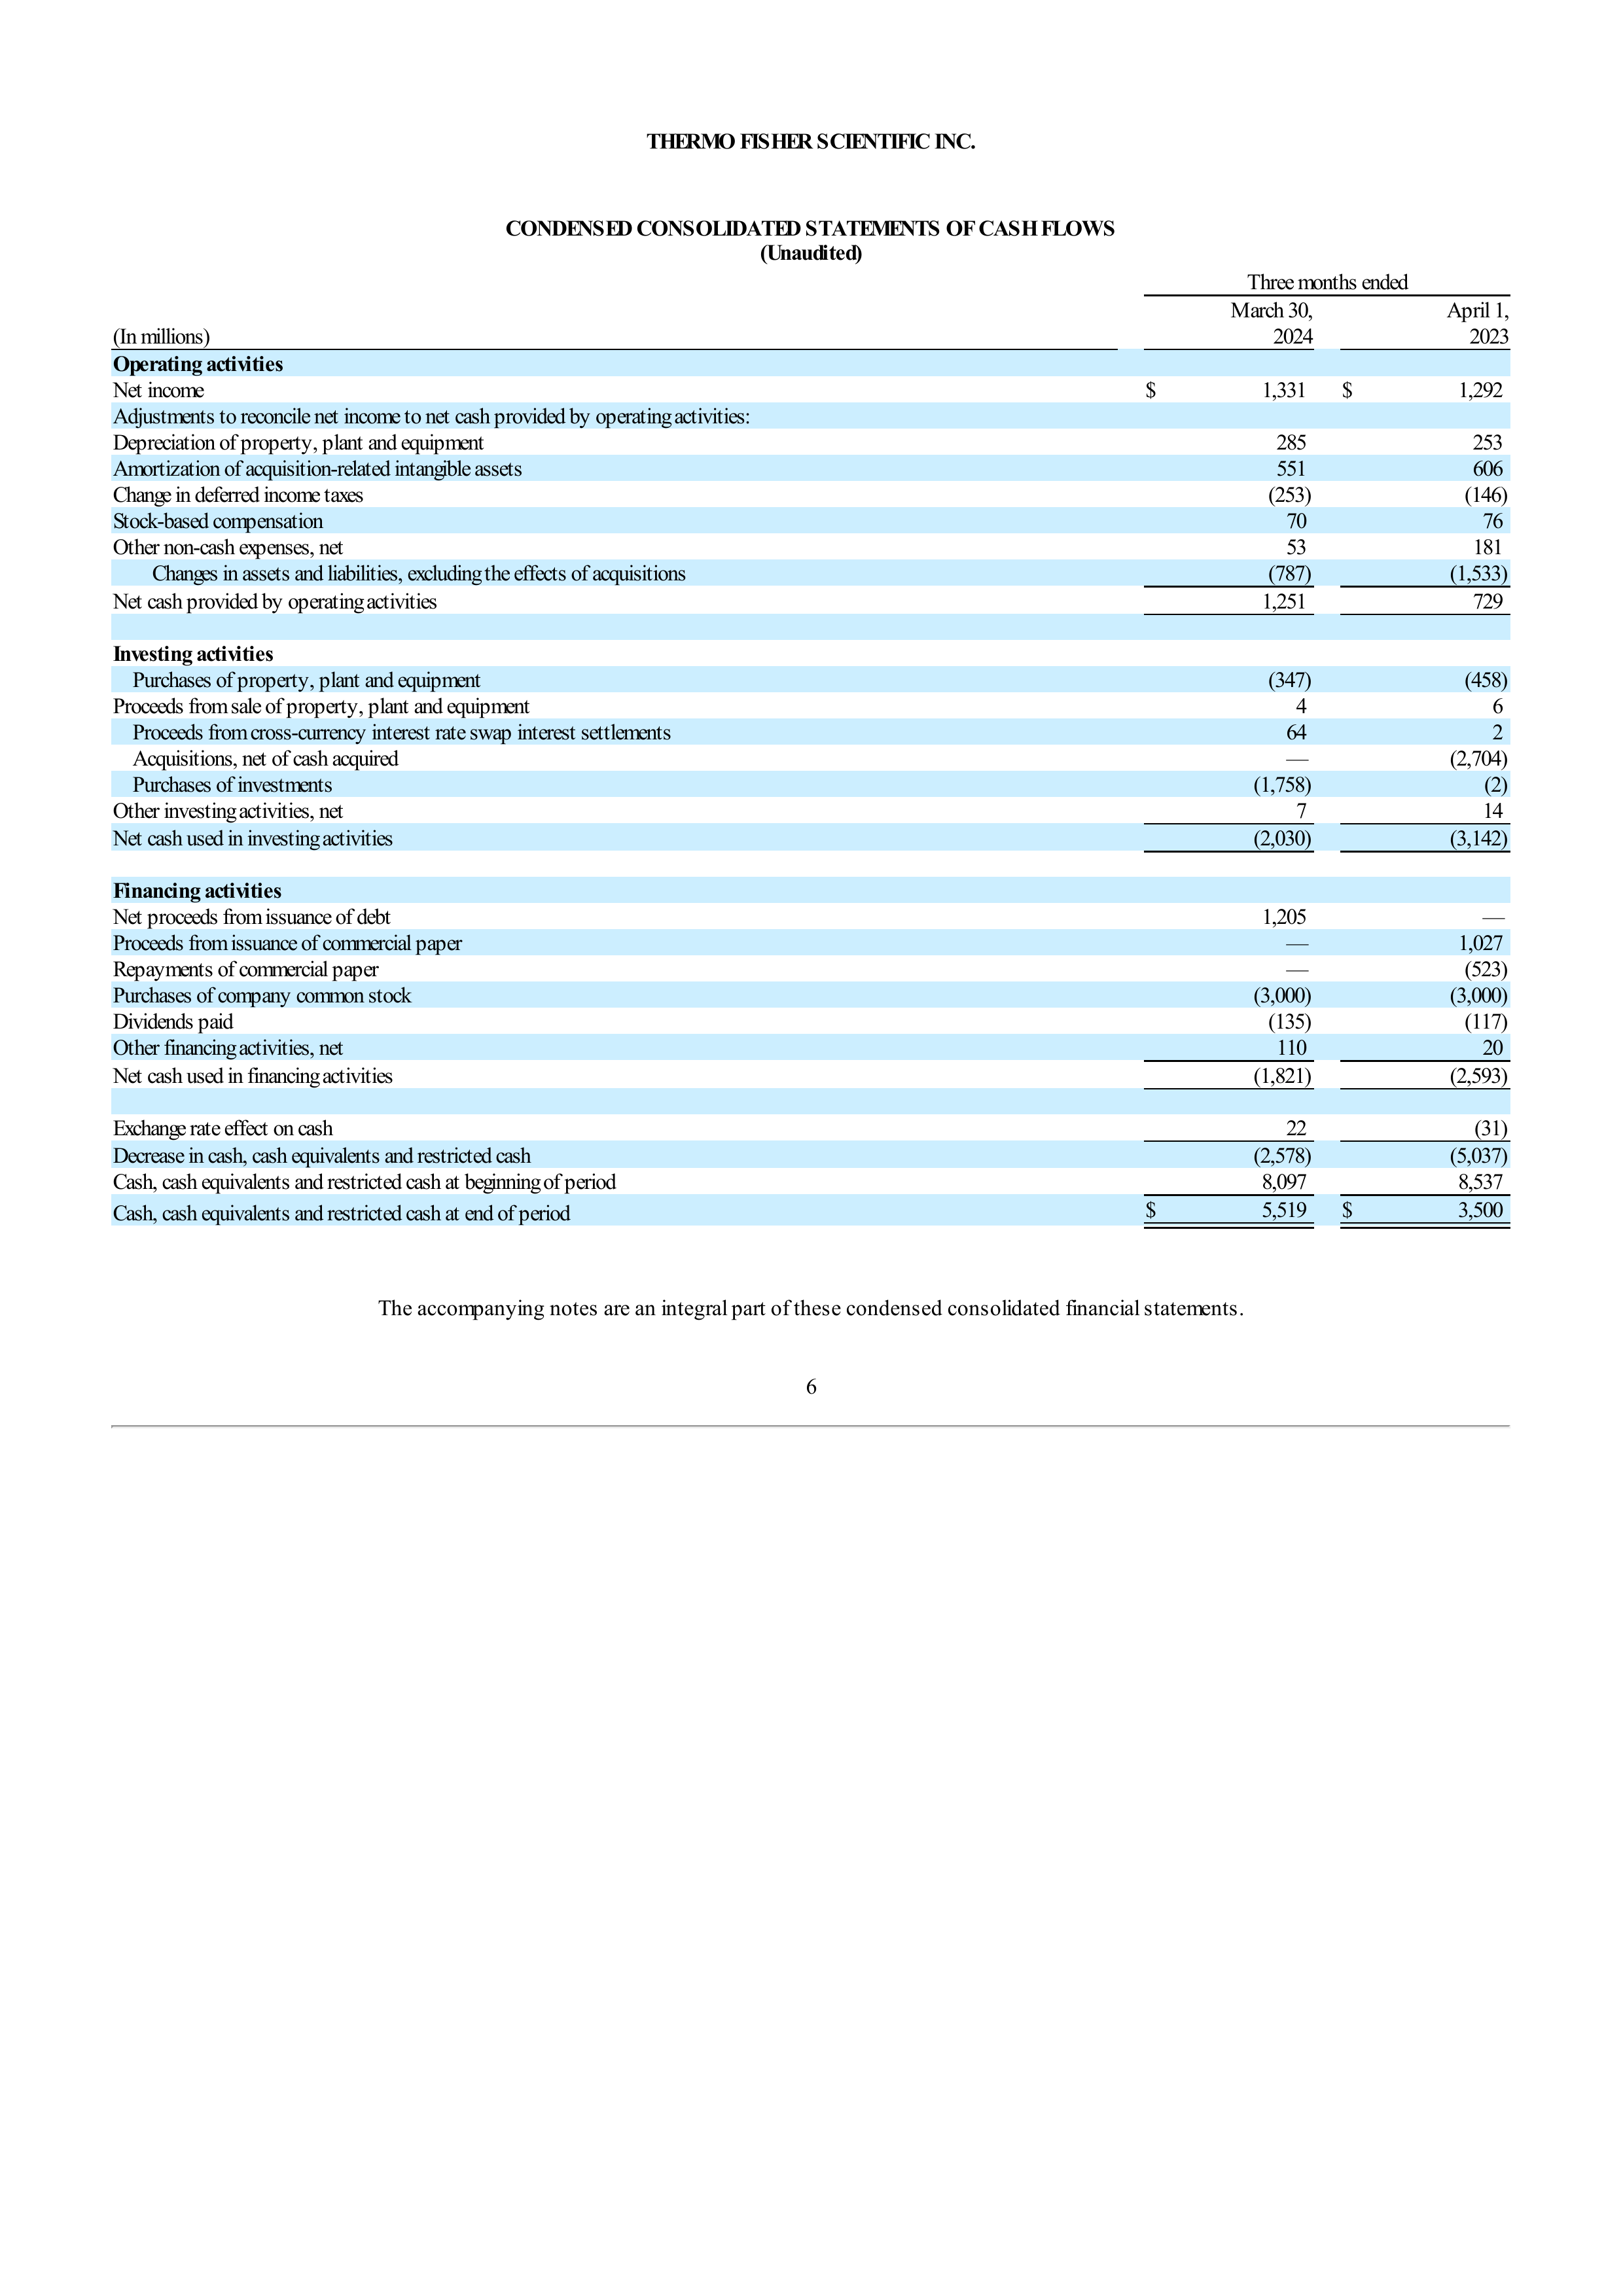 THERMO FISHER SCIENTIFIC INC.
CONDENSED CONSOLIDATED STATEMENTS OF CASH FLOWS
(Unaudited)
Three months ended
(In millions) March 30, 2024 April 1, 2023
Operating activities
Net income $ 1,331 $ 1,292
Adjustments to reconcile net income to net cash provided by operating activities:
Depreciation of property, plant and equipment 285 253
Amortization of acquisition-related intangible assets 551 606
Change in deferred income taxes (253) (146)
Stock-based compensation 70 76
Other non-cash expenses, net 53 181
Changes in assets and liabilities, excluding the effects of acquisitions (787) (1,533)
Net cash provided by operating activities 1,251 729
Investing activities
Purchases of property, plant and equipment (347) (458)
Proceeds from sale of property, plant and equipment 4 6
Proceeds from cross-currency interest rate swap interest settlements 64 2
Acquisitions, net of cash acquired — (2,704)
Purchases of investments (1,758) (2)
Other investing activities, net 7 14
Net cash used in investing activities (2,030) (3,142)
Financing activities
Net proceeds from issuance of debt 1,205 —
Proceeds from issuance of commercial paper — 1,027
Repayments of commercial paper — (523)
Purchases of company common stock (3,000) (3,000)
Dividends paid (135) (117)
Other financing activities, net 110 20
Net cash used in financing activities (1,821) (2,593)
Exchange rate effect on cash 22 (31)
Decrease in cash, cash equivalents and restricted cash (2,578) (5,037)
Cash, cash equivalents and restricted cash at beginning of period 8,097 8,537
Cash, cash equivalents and restricted cash at end of period $ 5,519 $ 3,500
The accompanying notes are an integral part of these condensed consolidated financial statements.
6